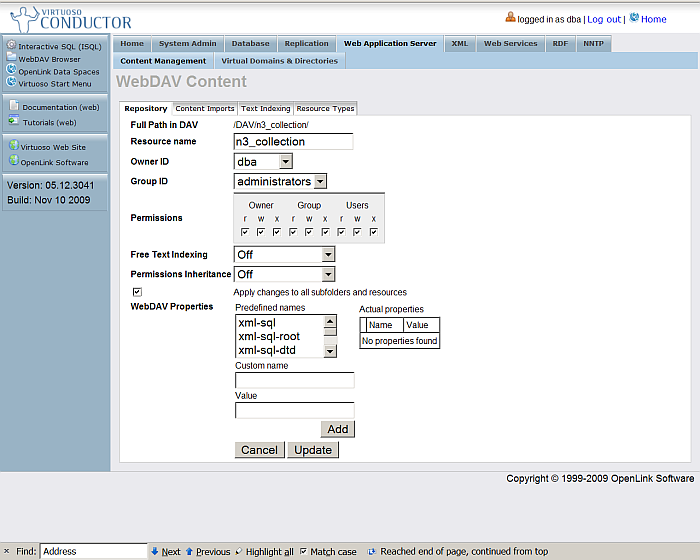 VIRTUOSO
CONDUCTOR
logged in as dba | Log out | Home
Interactive SQL (ISQL)
WebDAV Browser
OpenLink Data Spaces
Virtuoso Start Menu
Documentation (web)
Tutorials (web)
Virtuoso Web Site
OpenLink Software
Version: 05.12.3041
Build: Nov 10 2009
Home System Admin Database Replication Web Application Server XML Web Services RDF NNTP
Content Management Virtual Domains & Directories
WebDAV Content
Repository Content Imports Text Indexing Resource Types
Full Path in DAV /DAV/n3_collection/
Resource name n3_collection
Owner ID dba
Group ID administrators
Owner Group Users
r w x r w x r w x
Permissions
Free Text Indexing Off
Permissions Inheritance Off
Apply changes to all subfolders and resources
WebDAV Properties Predefined names Actual properties
xml-sql
xml-sql-root
xml-sql-dtd
Name Value
No properties found
Custom name
Value
Add
Cancel Update
Copyright © 1999-2009 OpenLink Software
× Find: Address Next Previous Highlight all Match case Reached end of page, continued from top